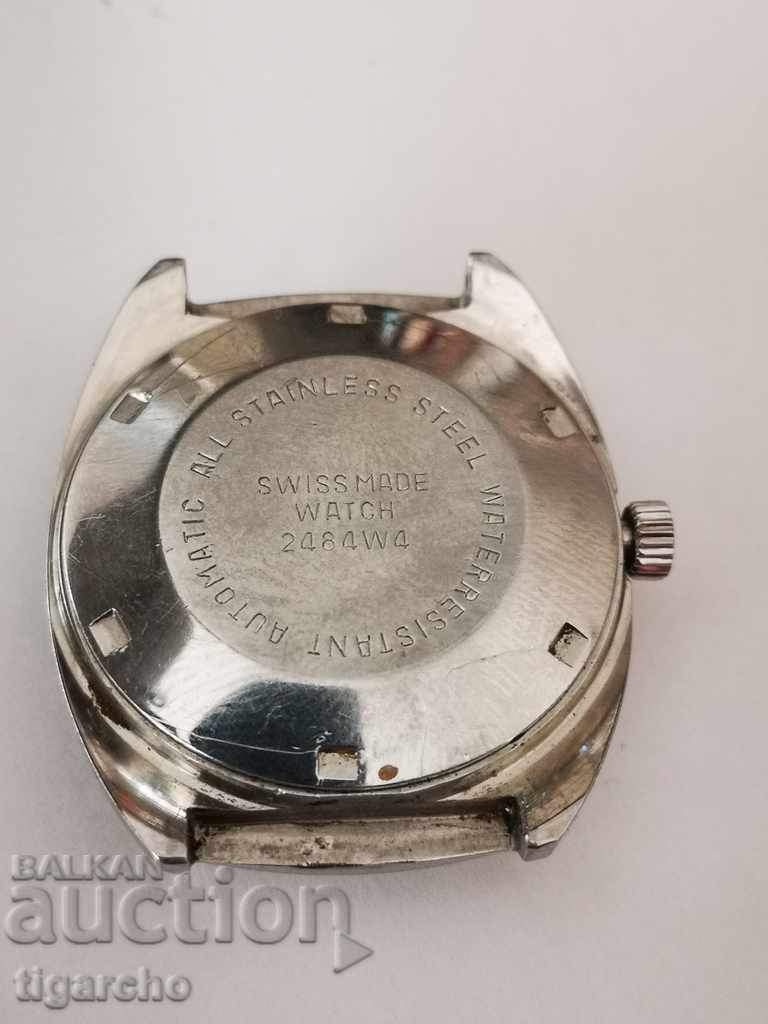 AUTOMATIC ALL STAINLESS STEEL WATERRESISTANT
SWISS MADE
WATCH
2484W4
BALKAN
auction
tigarcho